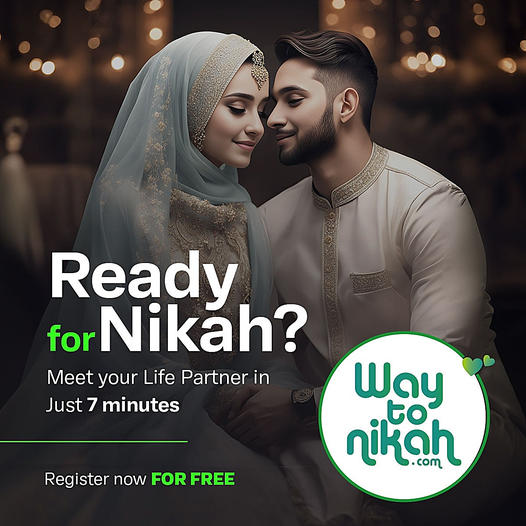 Ready
for Nikah?
Meet your Life Partner in
Just 7 minutes
Register now FOR FREE
Way
to
nikah
.com